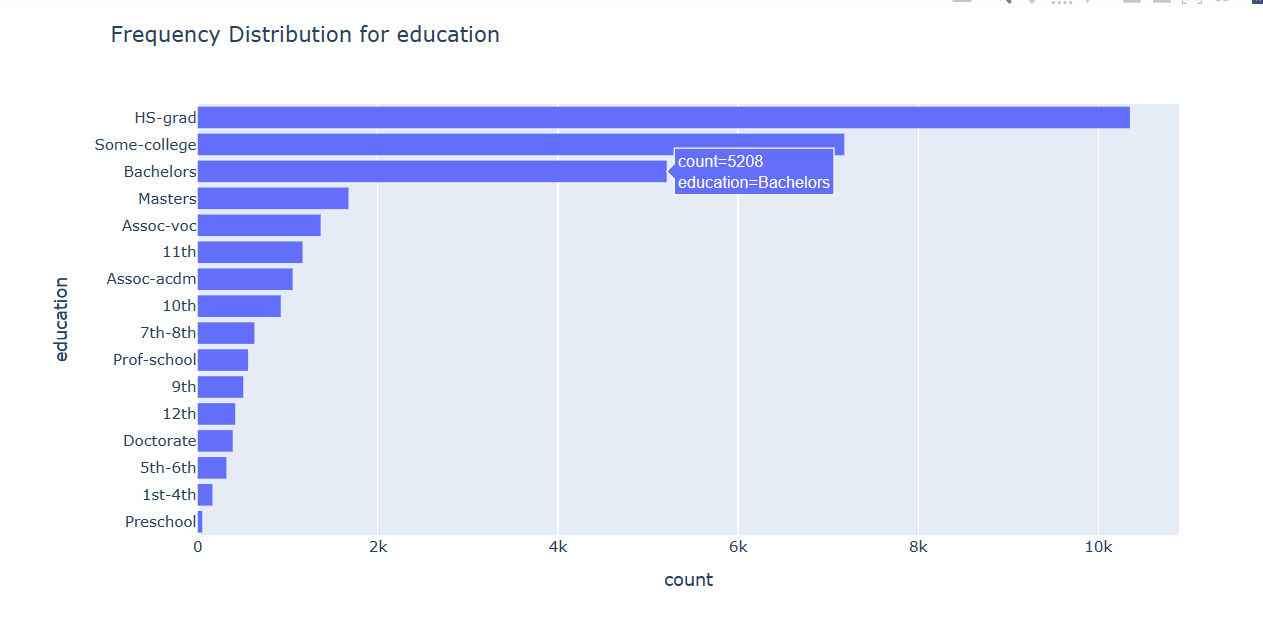 Frequency Distribution for education
HS-grad
Some-college
Bachelors
count=5208
education=Bachelors
Masters
Assoc-voc
11th
Assoc-acdm
10th
7th-8th
Prof-school
9th
12th
Doctorate
5th-6th
1st-4th
Preschool
education
0
2k
4k
6k
8k
10k
count